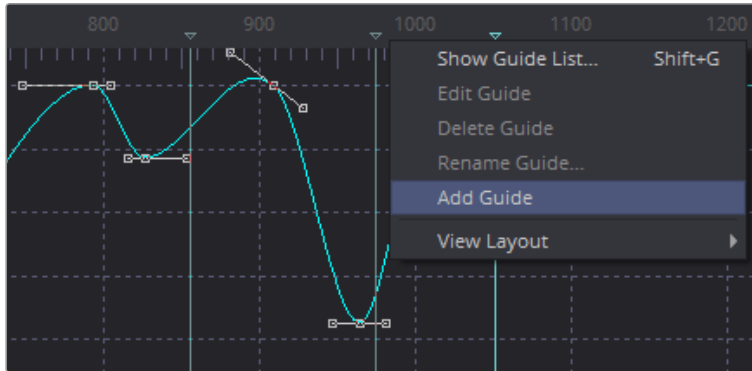 800 900 1000 1100 1200
Show Guide List... Shift+G
Edit Guide
Delete Guide
Rename Guide...
Add Guide
View Layout